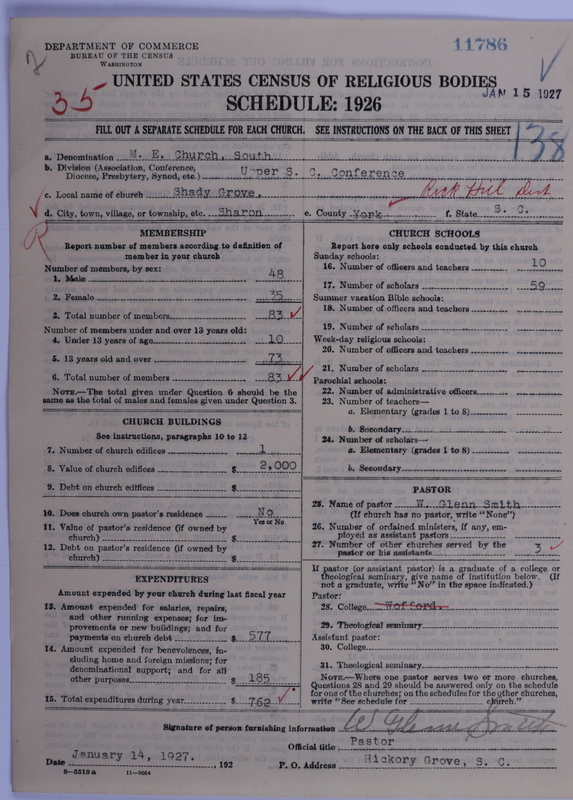 DEPARTMENT OF COMMERCE
BUREAU OF THE CENSUS
WASHINGTON
11786
35
UNITED STATES CENSUS OF RELIGIOUS BODIES
SCHEDULE: 1926
JAN 15 1927
FILL OUT A SEPARATE SCHEDULE FOR EACH CHURCH. SEE INSTRUCTIONS ON THE BACK OF THIS SHEET
138
a. Denomination M. E. Church, South
b. Division (Association, Conference, Diocese, Presbytery, Synod, etc.) Upper S. C. Conference
c. Local name of church Shady Grove,
Rock Hill Dist
d. City, town, village, or township, etc. Sharon e. County York f. State S. C.
MEMBERSHIP
Report number of members according to definition of
member in your church
Number of members, by sex:
1. Male 48
2. Female 35
3. Total number of members 83
Number of members under and over 13 years old:
4. Under 13 years of age 10
5. 13 years old and over 73
6. Total number of members 83
NOTE.—The total given under Question 6 should be
same as the total of males and females given under Question 3.
CHURCH BUILDINGS
See instructions, paragraphs 10 to 12
7. Number of church edifices 1
8. Value of church edifices $ 2,000
9. Debt on church edifices $
10. Does church own pastor's residence No
Yes or No
11. Value of pastor's residence (if owned by
church) $
12. Debt on pastor's residence (if owned by
church) $
EXPENDITURES
Amount expended by your church during last fiscal year
13. Amount expended for salaries, repairs,
and other running expenses; for im-
provements or new buildings; and for
payments on church debt $ 577
14. Amount expended for benevolences, in-
cluding home and foreign missions; for
denominational support; and for all
other purposes $ 185
15. Total expenditures during year $ 762
CHURCH SCHOOLS
Report here only schools conducted by this church
Sunday schools:
16. Number of officers and teachers 10
17. Number of scholars 59
Summer vacation Bible schools:
18. Number of officers and teachers
19. Number of scholars
Week-day religious schools:
20. Number of officers and teachers
21. Number of scholars
Parochial schools:
22. Number of administrative officers
23. Number of teachers—
a. Elementary (grades 1 to 8)
b. Secondary
24. Number of scholars—
a. Elementary (grades 1 to 8)
b. Secondary
PASTOR
25. Name of pastor W. Glenn Smith
(If church has no pastor, write "None")
26. Number of ordained ministers, if any, em-
ployed as assistant pastors
27. Number of other churches served by the
pastor or his assistants 3
If pastor (or assistant pastor) is a graduate of a college or
theological seminary, give name of institution below. (If
not a graduate, write "No" in the space indicated.)
Pastor:
28. College Wofford.
29. Theological seminary
Assistant pastor:
30. College
31. Theological seminary
NOTE.—Where one pastor serves two or more churches,
Questions 28 and 29 should be answered only on the schedule
for one of the churches; on the schedules for the other churches,
write "See schedule for church."
Signature of person furnishing information W Glenn Smith
Official title Pastor
Date January 14, 1927. , 192 P. O. Address Hickory Grove, S. C.
8—5518a 11—9054